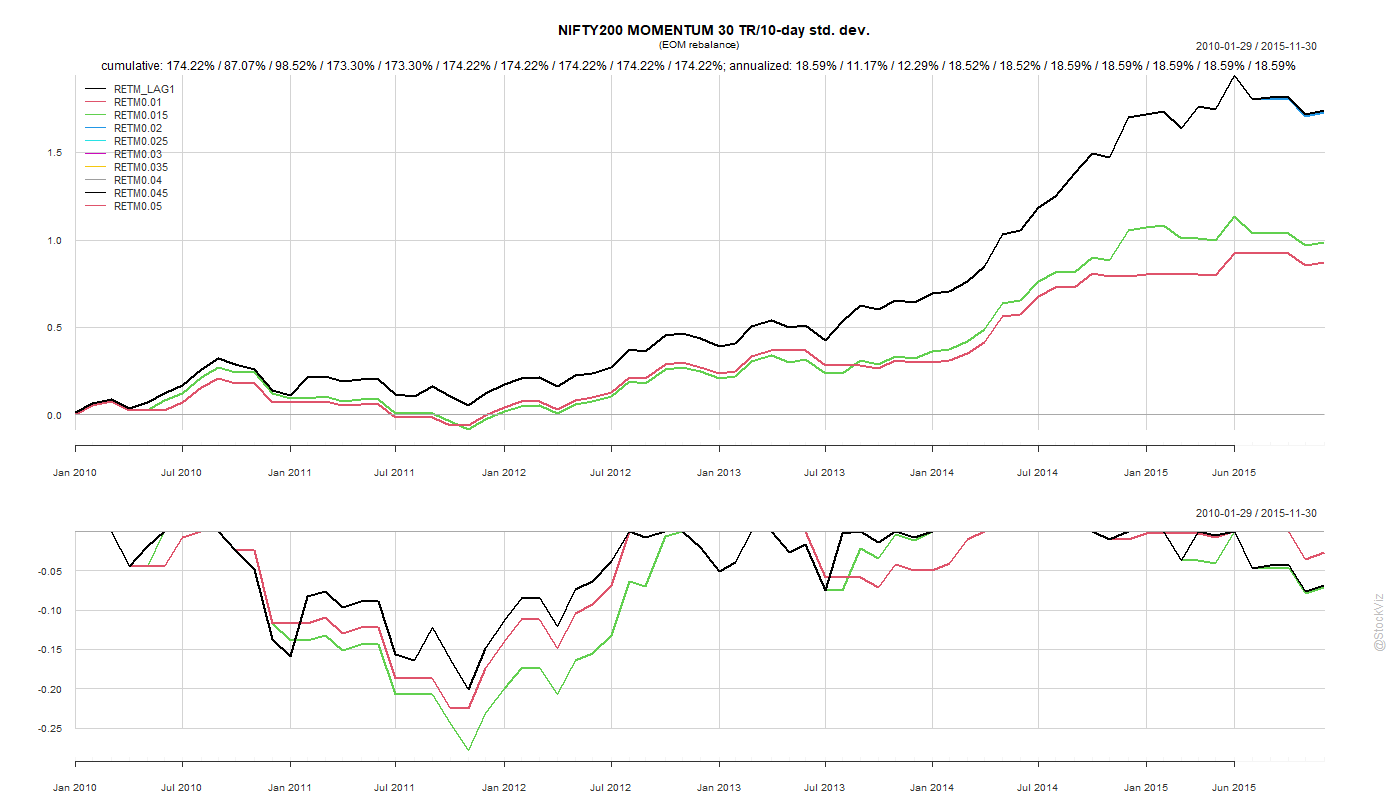 NIFTY200 MOMENTUM 30 TR/10-day std. dev.
(EOM rebalance)
2010-01-29 / 2015-11-30
cumulative: 174.22% / 87.07% / 98.52% / 173.30% / 173.30% / 174.22% / 174.22% / 174.22% / 174.22% / 174.22%; annualized: 18.59% / 11.17% / 12.29% / 18.52% / 18.52% / 18.59% / 18.59% / 18.59% / 18.59% / 18.59%
RETM_LAG1
RETM0.01
RETM0.015
RETM0.02
RETM0.025
RETM0.03
RETM0.035
RETM0.04
RETM0.045
RETM0.05
1.5
1.0
0.5
0.0
Jan 2010 Jul 2010 Jan 2011 Jul 2011 Jan 2012 Jul 2012 Jan 2013 Jul 2013 Jan 2014 Jul 2014 Jan 2015 Jun 2015
2010-01-29 / 2015-11-30
-0.05
-0.10
-0.15
-0.20
-0.25
Jan 2010 Jul 2010 Jan 2011 Jul 2011 Jan 2012 Jul 2012 Jan 2013 Jul 2013 Jan 2014 Jul 2014 Jan 2015 Jun 2015
@StockViz